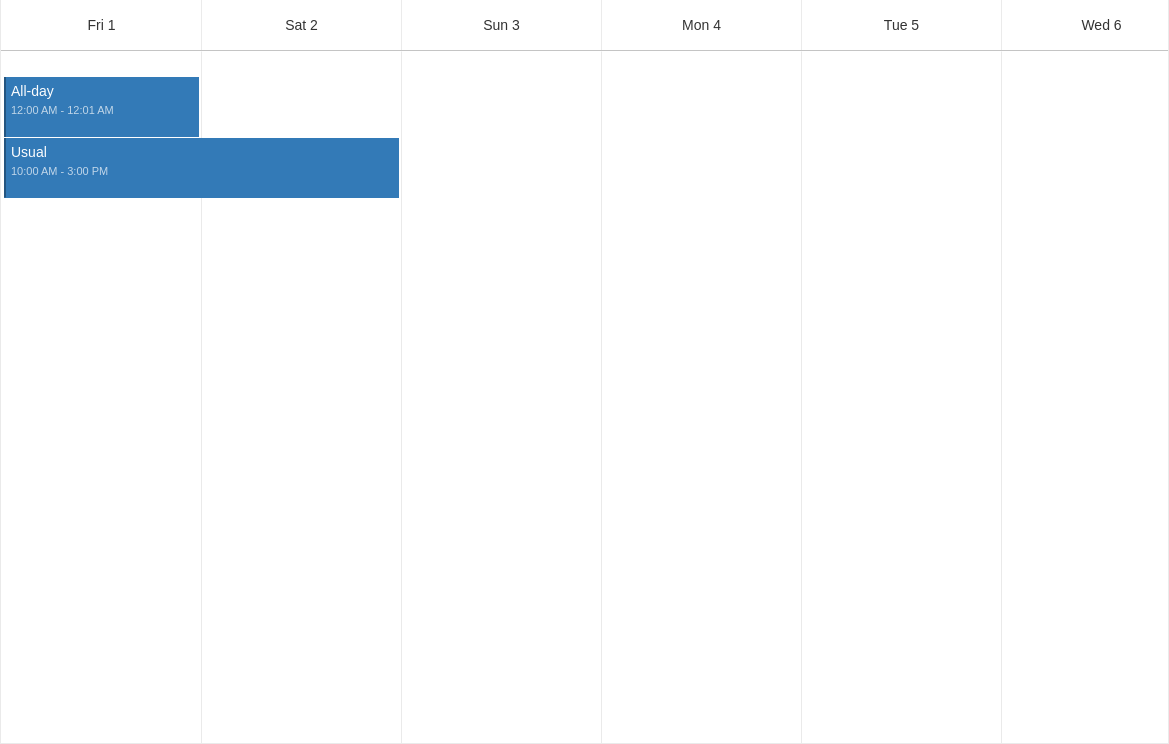 Fri 1
Sat 2
Sun 3
Mon 4
Tue 5
Wed 6
All-day
12:00 AM - 12:01 AM
Usual
10:00 AM - 3:00 PM